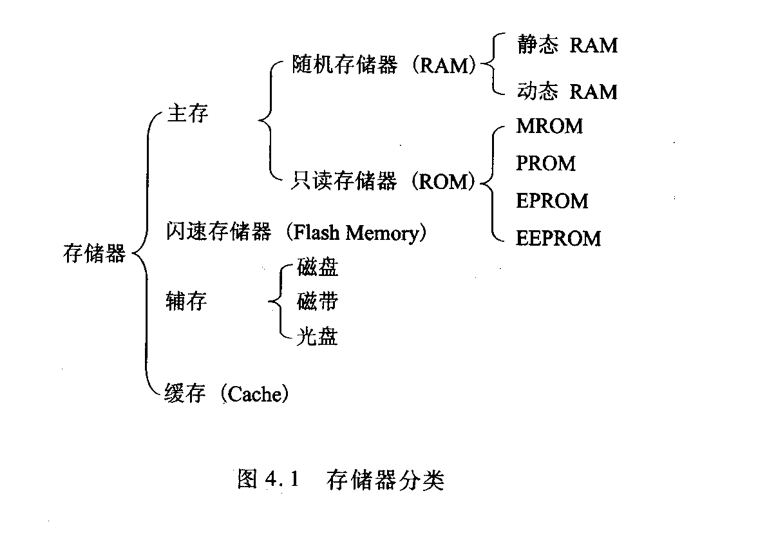 静态 RAM
随机存储器 (RAM)
动态 RAM
主存
MROM
PROM
只读存储器 (ROM)
EPROM
EEPROM
闪速存储器 (Flash Memory)
存储器
磁盘
辅存
磁带
光盘
缓存 (Cache)
图 4.1 存储器分类